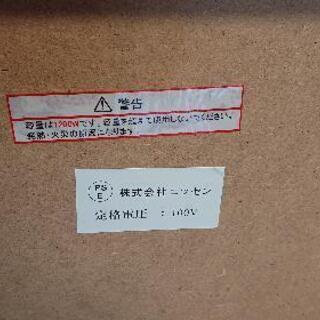 警告
容量は1200Wです。容量を超えて使用しないでください。
発熱・火災の原因になります。
PS
E
株式会社ニッセン
定格電圧 : 100V